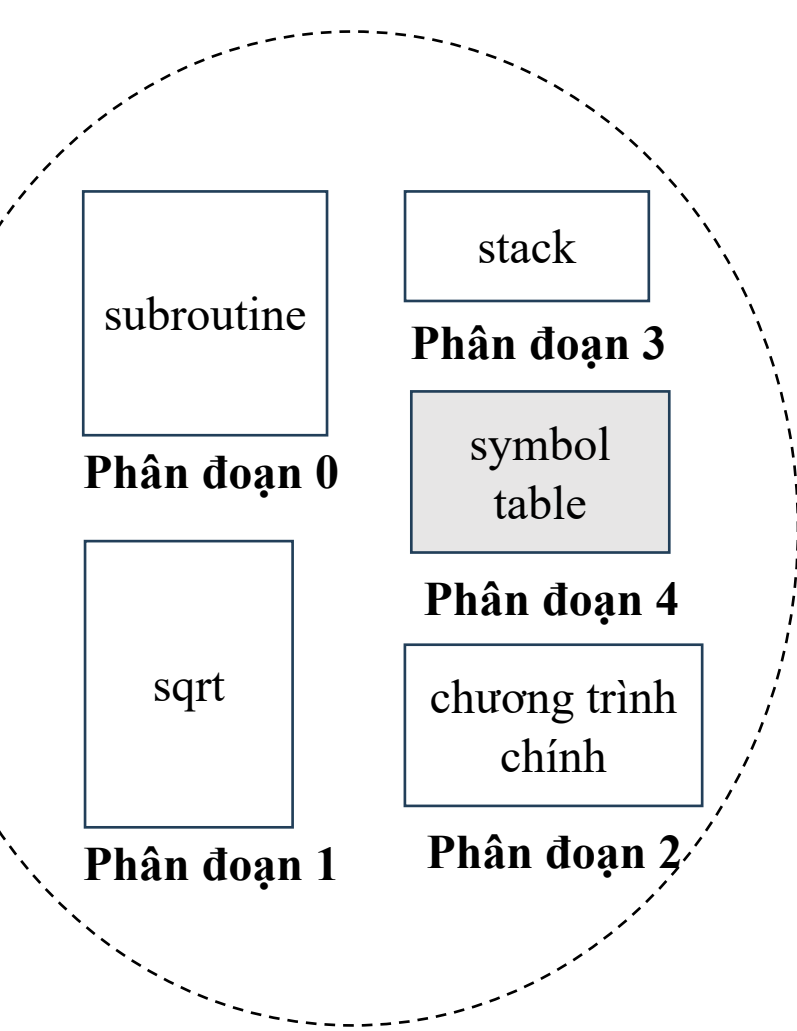 subroutine
Phân đoạn 0
sqrt
Phân đoạn 1
stack
Phân đoạn 3
symbol
table
Phân đoạn 4
chương trình
chính
Phân đoạn 2